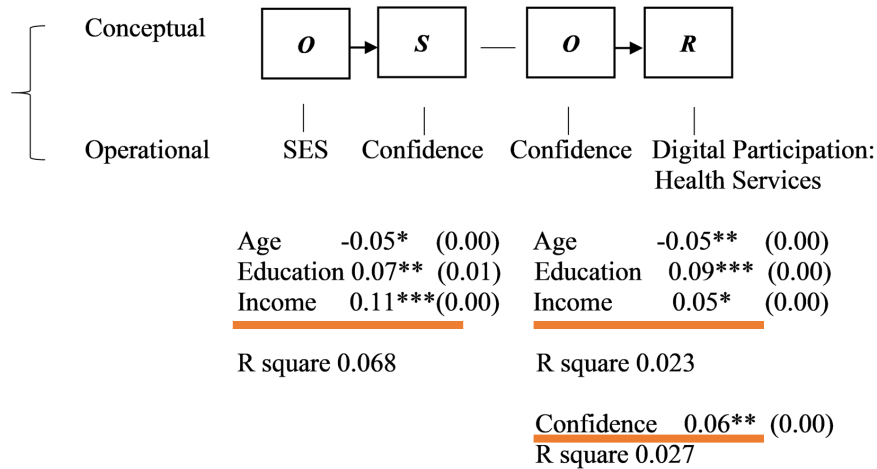 Conceptual O S O R
Operational SES Confidence Confidence Digital Participation:
Health Services
Age -0.05* (0.00) Age -0.05** (0.00)
Education 0.07** (0.01) Education 0.09*** (0.00)
Income 0.11***(0.00) Income 0.05* (0.00)
R square 0.068 R square 0.023
Confidence 0.06** (0.00)
R square 0.027